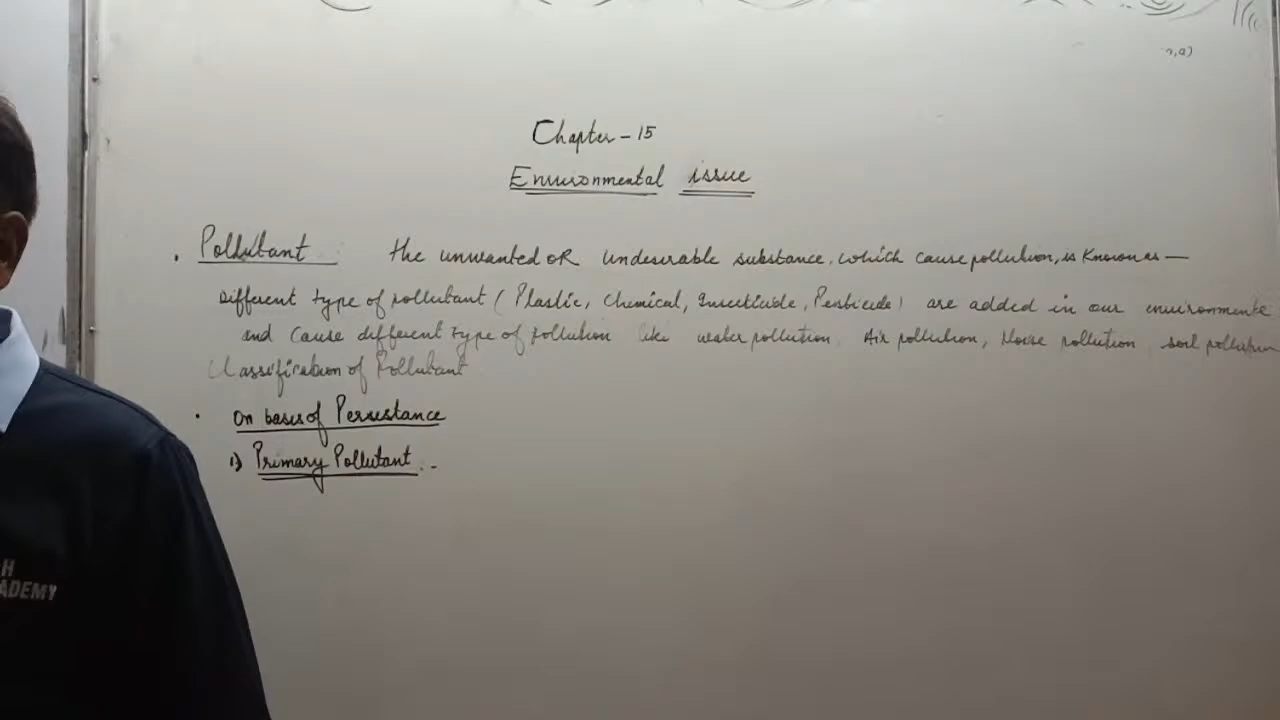 Chapter - 15
Environmental issue
. Pollutant : the unwanted OR undesirable substance, which cause pollution, is Known as —
Different type of pollutant ( Plastic, Chemical, Insecticide, Pesticide) are added in our environmente
and cause different type of pollution like water pollution, Air pollution, Noise pollution, soil pollution
Classification of Pollutant
. On basis of Persistance
1) Primary Pollutant : -
H
ADEMY